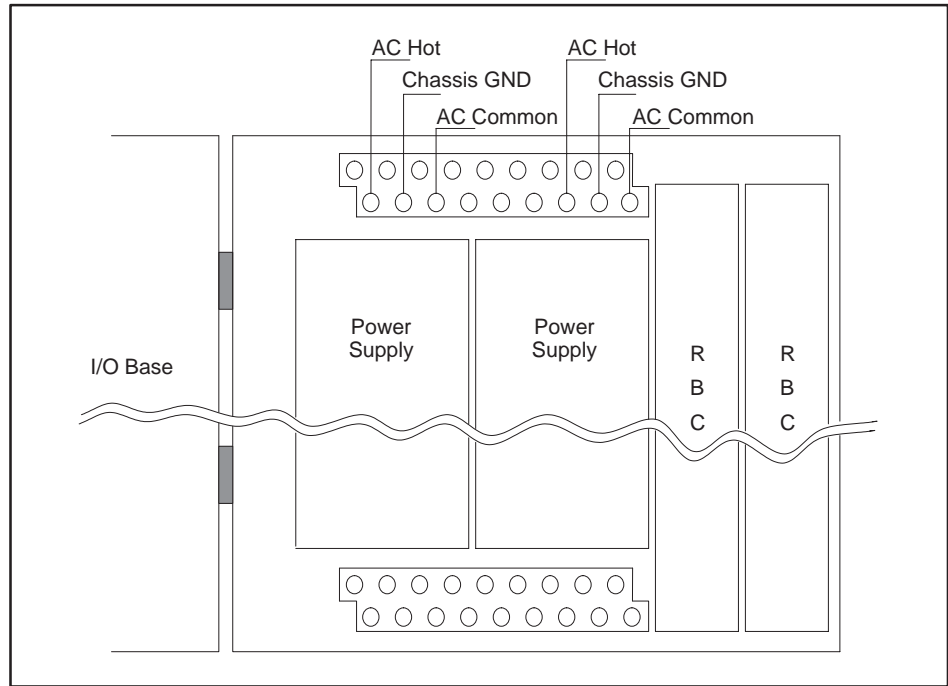 AC Hot
AC Hot
Chassis GND
Chassis GND
AC Common
AC Common
I/O Base
Power
Supply
Power
Supply
R
B
C
R
B
C